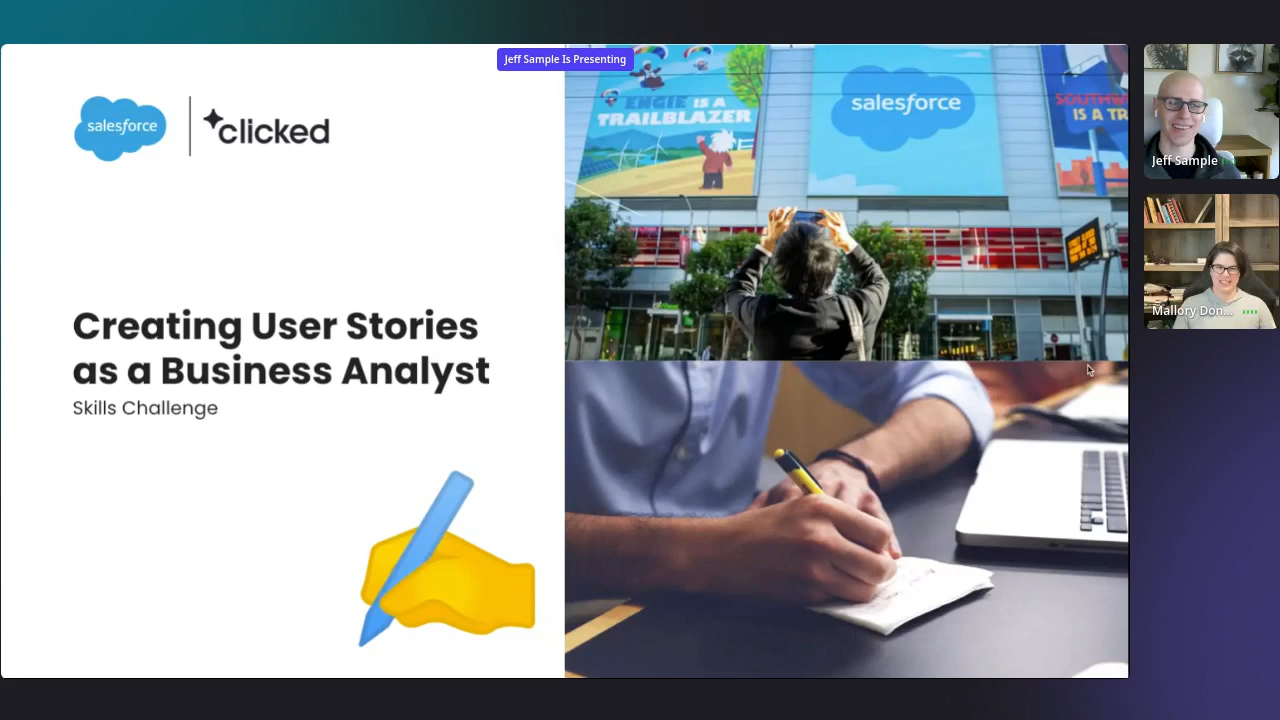 Jeff Sample Is Presenting
salesforce
clicked
Creating User Stories
as a Business Analyst
Skills Challenge
ENGIE IS A
TRAILBLAZER
salesforce
IS A TR
Jeff Sample
Mallory Don...